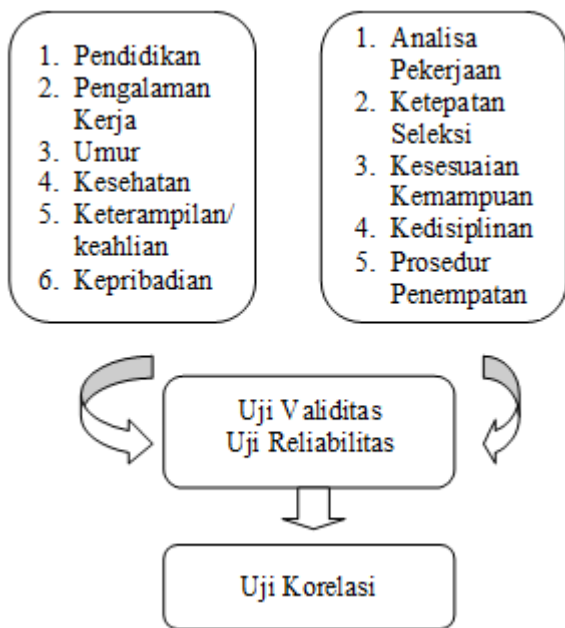 1. Pendidikan
2. Pengalaman
Kerja
3. Umur
4. Kesehatan
5. Keterampilan/
keahlian
6. Kepribadian
1. Analisa
Pekerjaan
2. Ketepatan
Seleksi
3. Kesesuaian
Kemampuan
4. Kedisiplinan
5. Prosedur
Penempatan
Uji Validitas
Uji Reliabilitas
Uji Korelasi